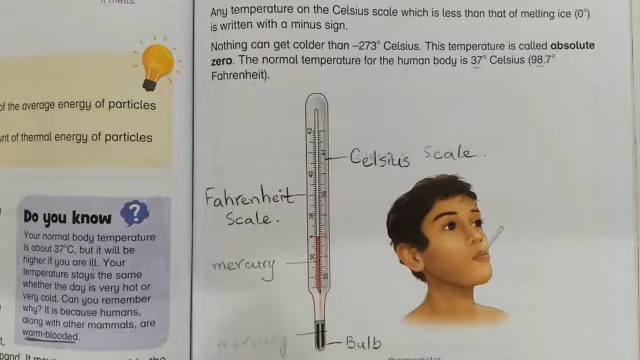 It melts.
of the average energy of particles
nt of thermal energy of particles
Do you know
Your normal body temperature
is about 37°C, but it will be
higher if you are ill. Your
temperature stays the same
whether the day is very hot or
very cold. Can you remember
why? It is because humans,
along with other mammals, are
warm-blooded.
Any temperature on the Celsius scale which is less than that of melting ice (0°)
is written with a minus sign.
Nothing can get colder than –273° Celsius. This temperature is called absolute
zero. The normal temperature for the human body is 37° Celsius (98.7°
Fahrenheit).
Celsius scale.
Fahrenheit
Scale.
mercury
mercury
Bulb